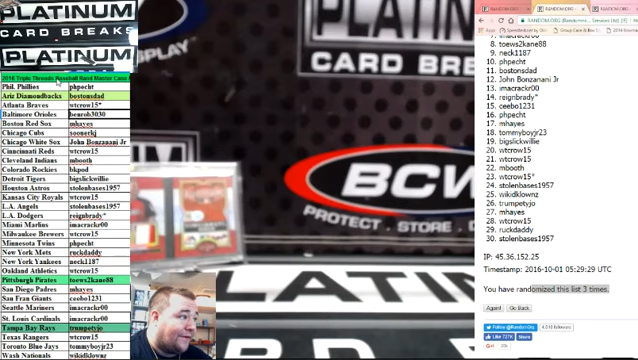 PLATINUM
CARD BREAKS
PLATINUM
2016 Triple Threads Baseball Rand Master Case
Phil. Phillies phpecht
Ariz Diamondbacks bostonsdad
Atlanta Braves wtcrow15*
Baltimore Orioles benrob3030
Boston Red Sox mhayes
Chicago Cubs soonerkj
Chicago White Sox John Bonzanani Jr
Cincinnati Reds wtcrow15
Cleveland Indians mbooth
Colorado Rockies bkpod
Detroit Tigers bigslickwillie
Houston Astros stolenbases1957
Kansas City Royals wtcrow15
L.A. Angels stolenbases1957
L.A. Dodgers reignbrady*
Miami Marlins imacrackr00
Milwaukee Brewers wtcrow15
Minnesota Twins phpecht
New York Mets ruckdaddy
New York Yankees neck1187
Oakland Athletics wtcrow15
Pittsburgh Pirates toews2kane88
San Diego Padres mhayes
San Fran Giants ceebo1231
Seattle Mariners imacrackr00
St. Louis Cardinals imacrackr00
Tampa Bay Rays trumpetyjo
Texas Rangers wtcrow15
Toronto Blue Jays tommyboyjr23
Wash Nationals wikidklownz
BCW
PROTECT . STORE .
PLATI
7. imacrackr00
8. toews2kane88
9. neck1187
10. phpecht
11. bostonsdad
12. John Bonzanani Jr
13. imacrackr00
14. reignbrady*
15. ceebo1231
16. phpecht
17. mhayes
18. tommyboyjr23
19. bigslickwillie
20. wtcrow15
21. wtcrow15
22. mbooth
23. wtcrow15*
24. stolenbases1957
25. wikidklownz
26. trumpetyjo
27. mhayes
28. wtcrow15
29. ruckdaddy
30. stolenbases1957
IP: 45.36.152.25
Timestamp: 2016-10-01 05:29:29 UTC
You have randomized this list 3 times.
Again! Go Back
Follow @RandomOrg
Like 727K Share